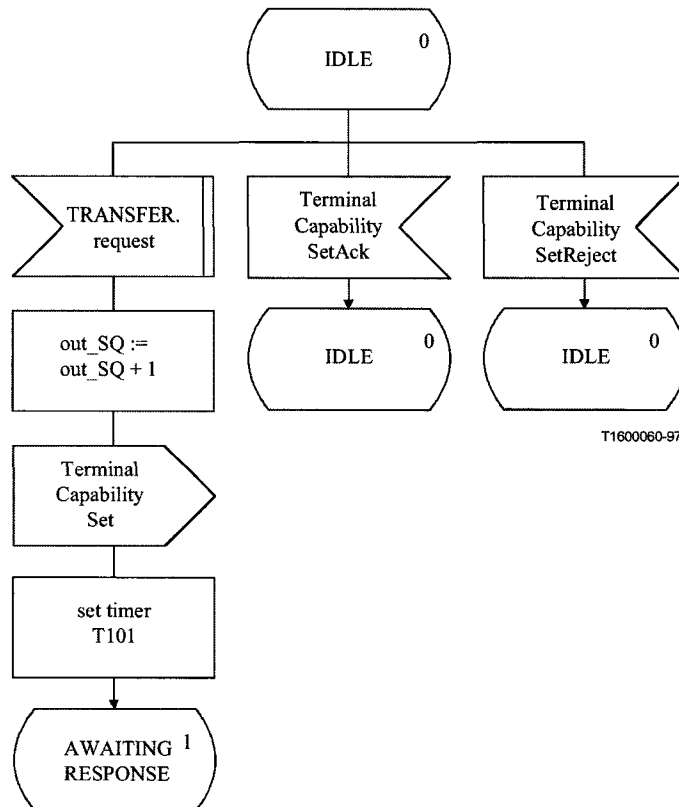 IDLE 0
TRANSFER.
request
Terminal
Capability
SetAck
Terminal
Capability
SetReject
out_SQ :=
out_SQ + 1
IDLE 0
IDLE 0
T1600060-97
Terminal
Capability
Set
set timer
T101
AWAITING 1
RESPONSE